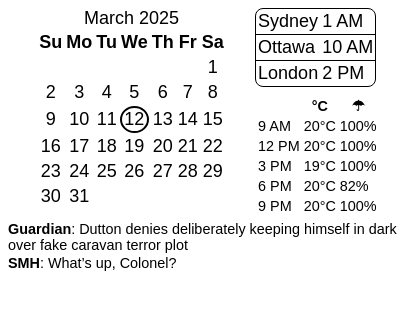 March 2025
Su Mo Tu We Th Fr Sa
1
2 3 4 5 6 7 8
9 10 11 12 13 14 15
16 17 18 19 20 21 22
23 24 25 26 27 28 29
30 31
Sydney 1 AM
Ottawa 10 AM
London 2 PM
°C ☂
9 AM 20°C 100%
12 PM 20°C 100%
3 PM 19°C 100%
6 PM 20°C 82%
9 PM 20°C 100%
Guardian: Dutton denies deliberately keeping himself in dark
over fake caravan terror plot
SMH: What’s up, Colonel?